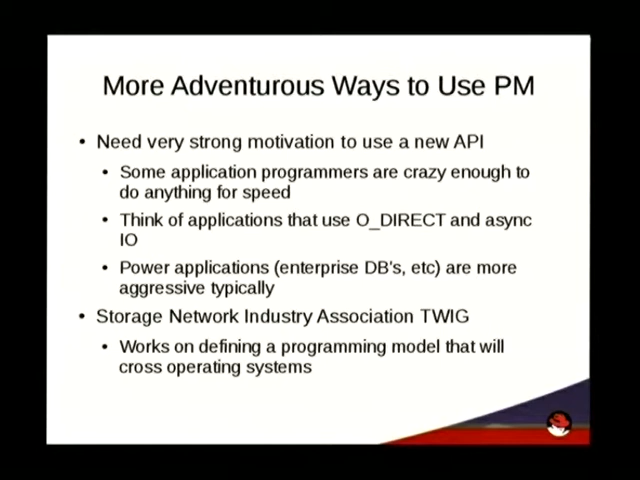 More Adventurous Ways to Use PM
• Need very strong motivation to use a new API
• Some application programmers are crazy enough to
do anything for speed
• Think of applications that use O_DIRECT and async
IO
• Power applications (enterprise DB's, etc) are more
aggressive typically
• Storage Network Industry Association TWIG
• Works on defining a programming model that will
cross operating systems